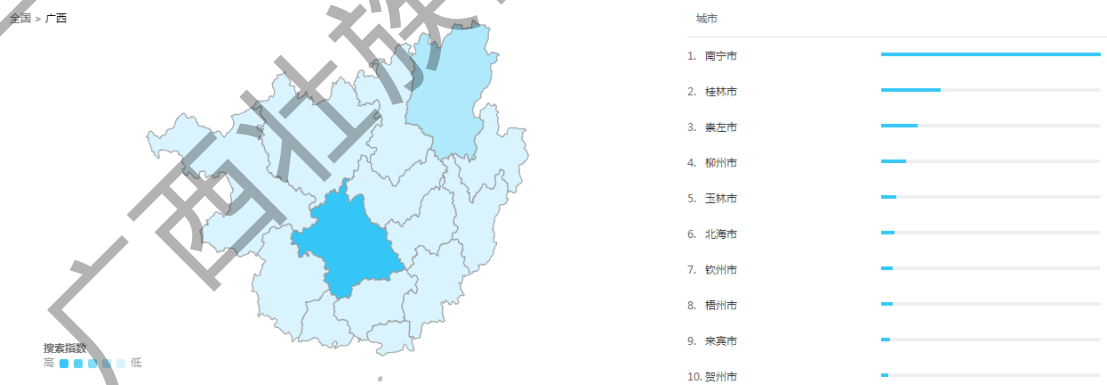 全国 > 广西
广西壮族
搜索指数
高 低
城市
1. 南宁市
2. 桂林市
3. 崇左市
4. 柳州市
5. 玉林市
6. 北海市
7. 钦州市
8. 梧州市
9. 来宾市
10. 贺州市